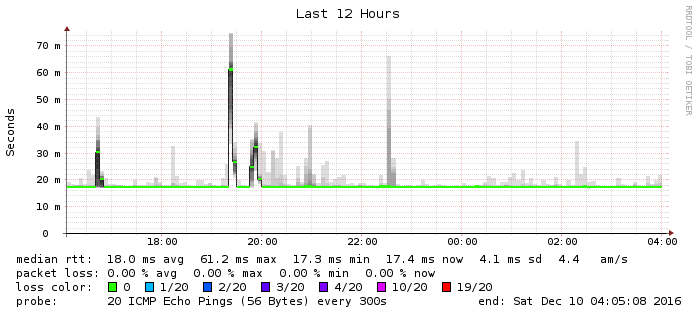 Last 12 Hours
RRDTOOL / TOBI OETIKER
Seconds
70 m
60 m
50 m
40 m
30 m
20 m
10 m
0
18:00 20:00 22:00 00:00 02:00 04:00
median rtt: 18.0 ms avg 61.2 ms max 17.3 ms min 17.4 ms now 4.1 ms sd 4.4 am/s
packet loss: 0.00 % avg 0.00 % max 0.00 % min 0.00 % now
loss color: 0 1/20 2/20 3/20 4/20 10/20 19/20
probe: 20 ICMP Echo Pings (56 Bytes) every 300s end: Sat Dec 10 04:05:08 2016